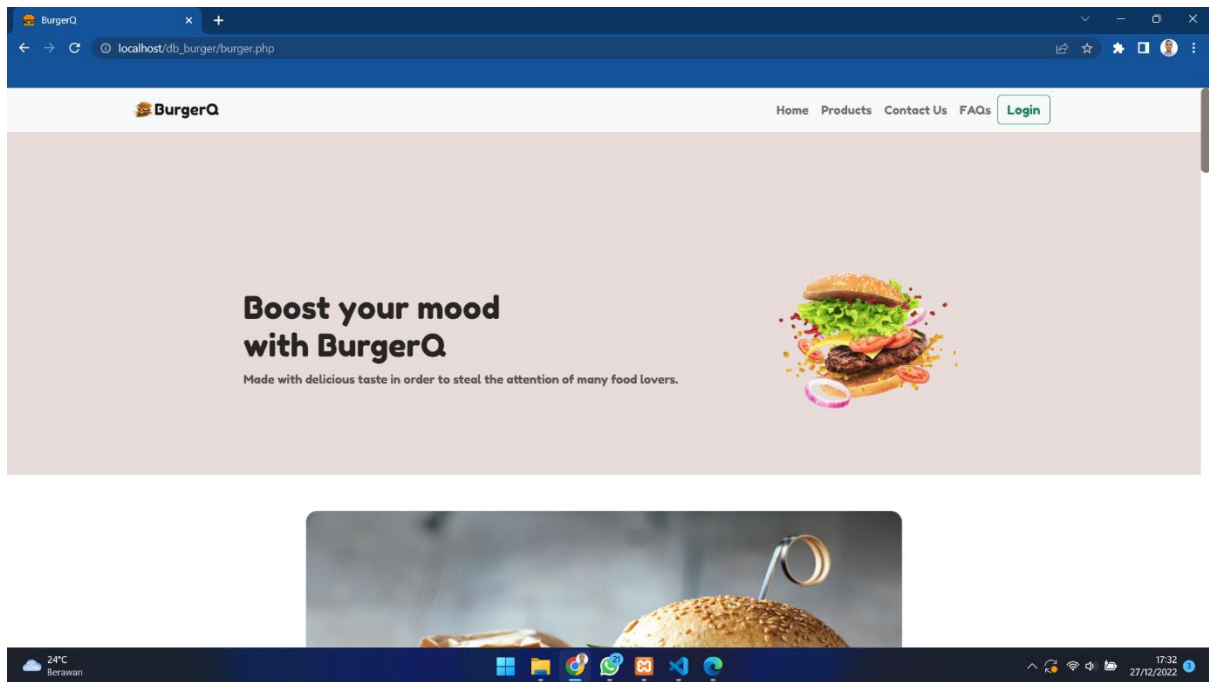 BurgerQ
localhost/db_burger/burger.php
BurgerQ
Home Products Contact Us FAQs Login
Boost your mood
with BurgerQ
Made with delicious taste in order to steal the attention of many food lovers.
24°C
Berawan
21
17:32
27/12/2022
3